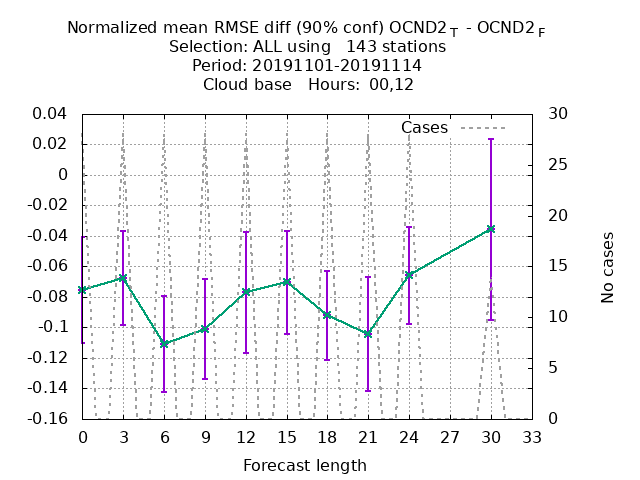 Normalized mean RMSE diff (90% conf) OCND2 T - OCND2 F
Selection: ALL using 143 stations
Period: 20191101-20191114
Cloud base Hours: 00,12
0.04 30
Cases
0.02
25
0
-0.02
20
-0.04
-0.06 15
-0.08
10
-0.1
-0.12
5
-0.14
-0.16 0
0 3 6 9 12 15 18 21 24 27 30 33
Forecast length
No cases